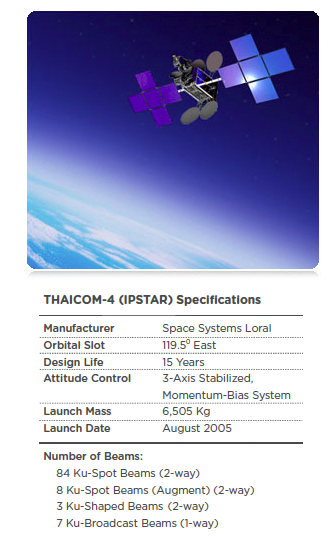 THAICOM-4 (IPSTAR) Specifications
Manufacturer Space Systems Loral
Orbital Slot 119.5⁰ East
Design Life 15 Years
Attitude Control 3-Axis Stabilized,
Momentum-Bias System
Launch Mass 6,505 Kg
Launch Date August 2005
Number of Beams:
84 Ku-Spot Beams (2-way)
8 Ku-Spot Beams (Augment) (2-way)
3 Ku-Shaped Beams (2-way)
7 Ku-Broadcast Beams (1-way)